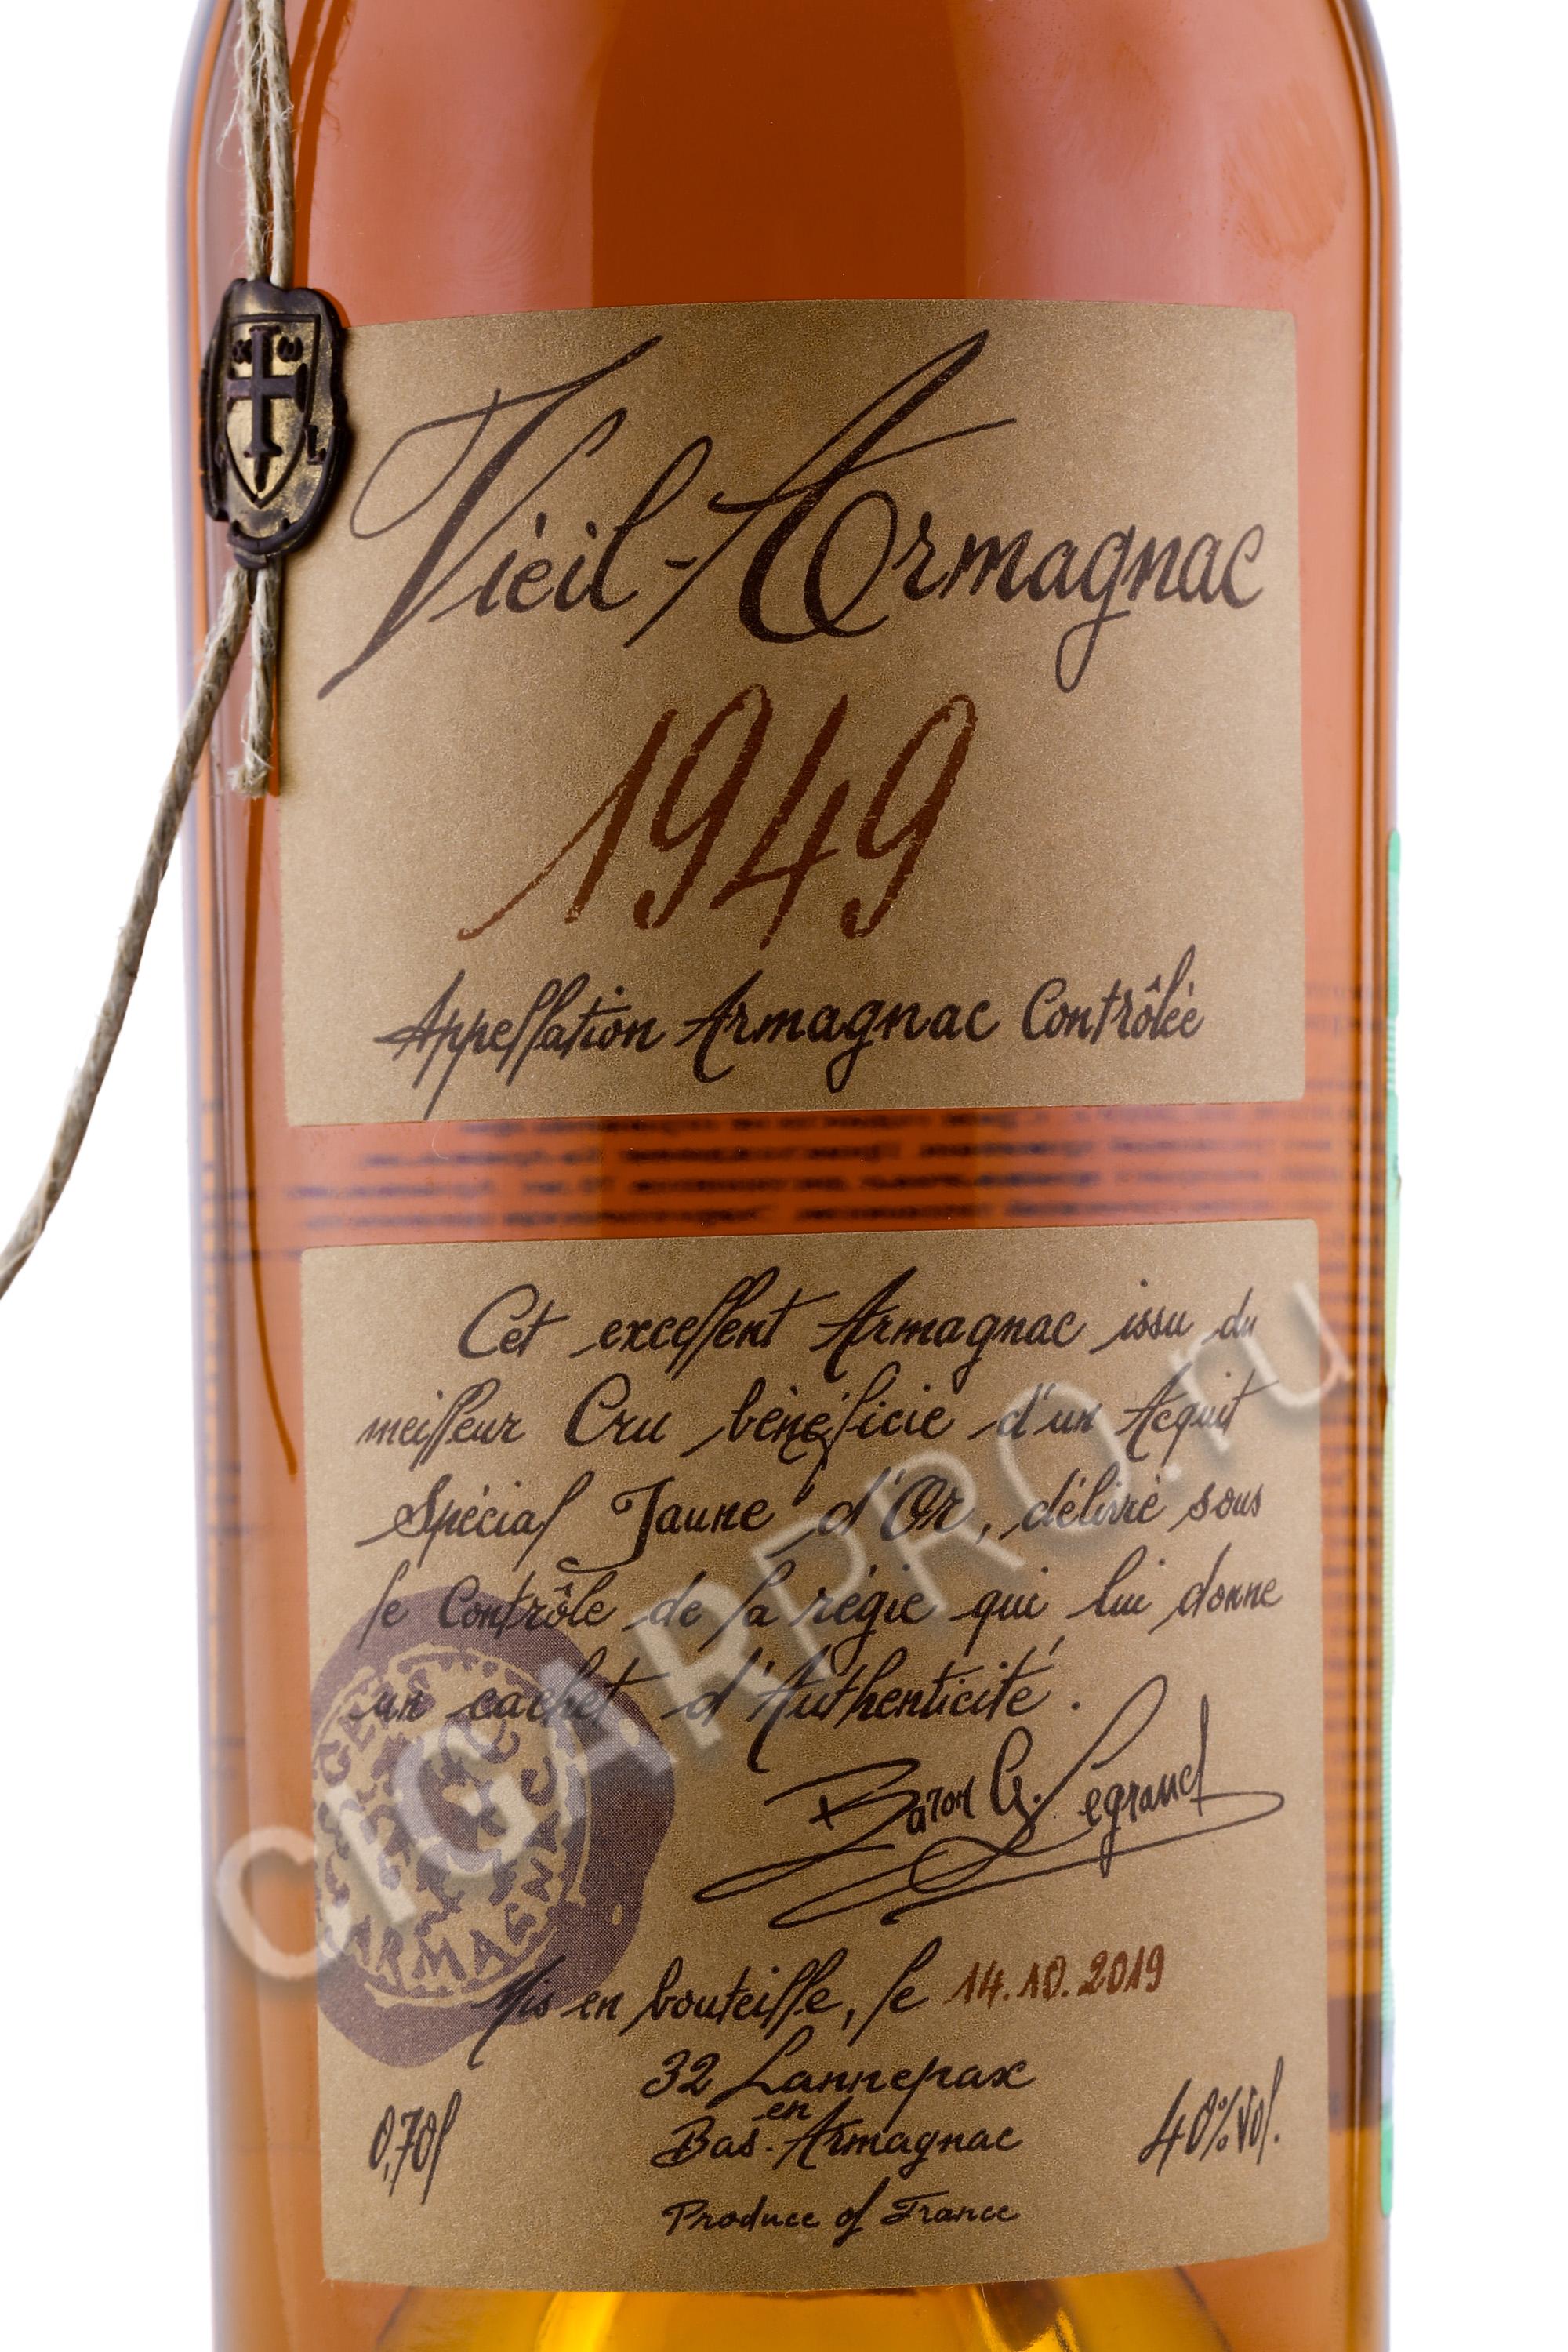 Vieil-Armagnac
1949
Appellation Armagnac Contrôlée
Cet excellent Armagnac issu du
meilleur Cru bénéficie d'un Acquit
Spécial Jaune d'Or, délivré sous
le Contrôle de la régie qui lui donne
un cachet d'Authenticité.
Baron G. Legrand
ARMAGNAC
Mis en bouteille, le 14.10.2019
32 Lannepax
en
0,70l Bas-Armagnac 40%Vol.
Produce of France
CIGARPRO.ru